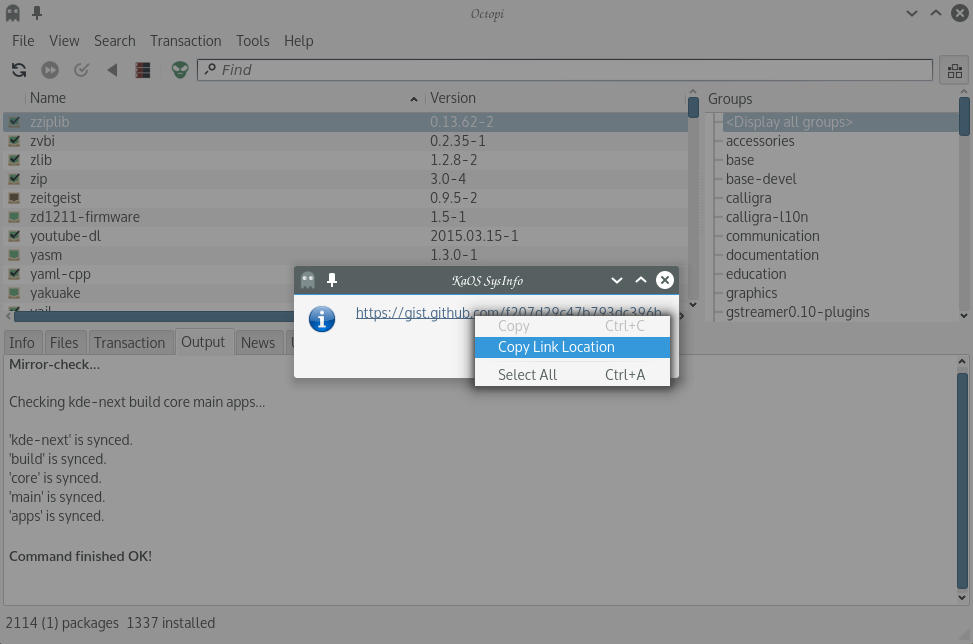 Octopi
File View Search Transaction Tools Help
Find
Name Version Groups
zziplib 0.13.62-2 <Display all groups>
zvbi 0.2.35-1 accessories
zlib 1.2.8-2 base
zip 3.0-4 base-devel
zeitgeist 0.9.5-2 calligra
zd1211-firmware 1.5-1 calligra-l10n
youtube-dl 2015.03.15-1 communication
yasm 1.3.0-1 documentation
yaml-cpp education
yakuake graphics
gstreamer0.10-plugins
KaOS SysInfo
https://gist.github.com/f207d29c47b793dc396b
Copy Ctrl+C
Copy Link Location
Select All Ctrl+A
Info Files Transaction Output News
Mirror-check...
Checking kde-next build core main apps...
'kde-next' is synced.
'build' is synced.
'core' is synced.
'main' is synced.
'apps' is synced.
Command finished OK!
2114 (1) packages 1337 installed